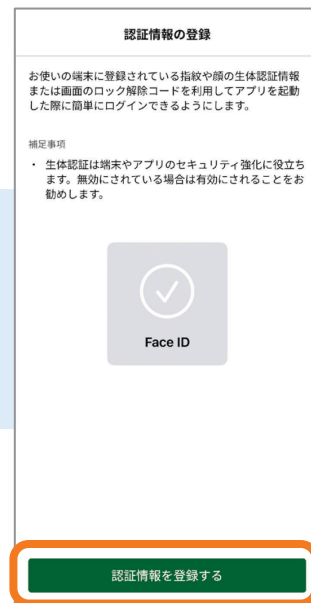 認証情報の登録
お使いの端末に登録されている指紋や顔の生体認証情報
または画面のロック解除コードを利用してアプリを起動
した際に簡単にログインできるようにします。
補足事項
・ 生体認証は端末やアプリのセキュリティ強化に役立ち
ます。無効にされている場合は有効にされることをお
勧めします。
Face ID
認証情報を登録する